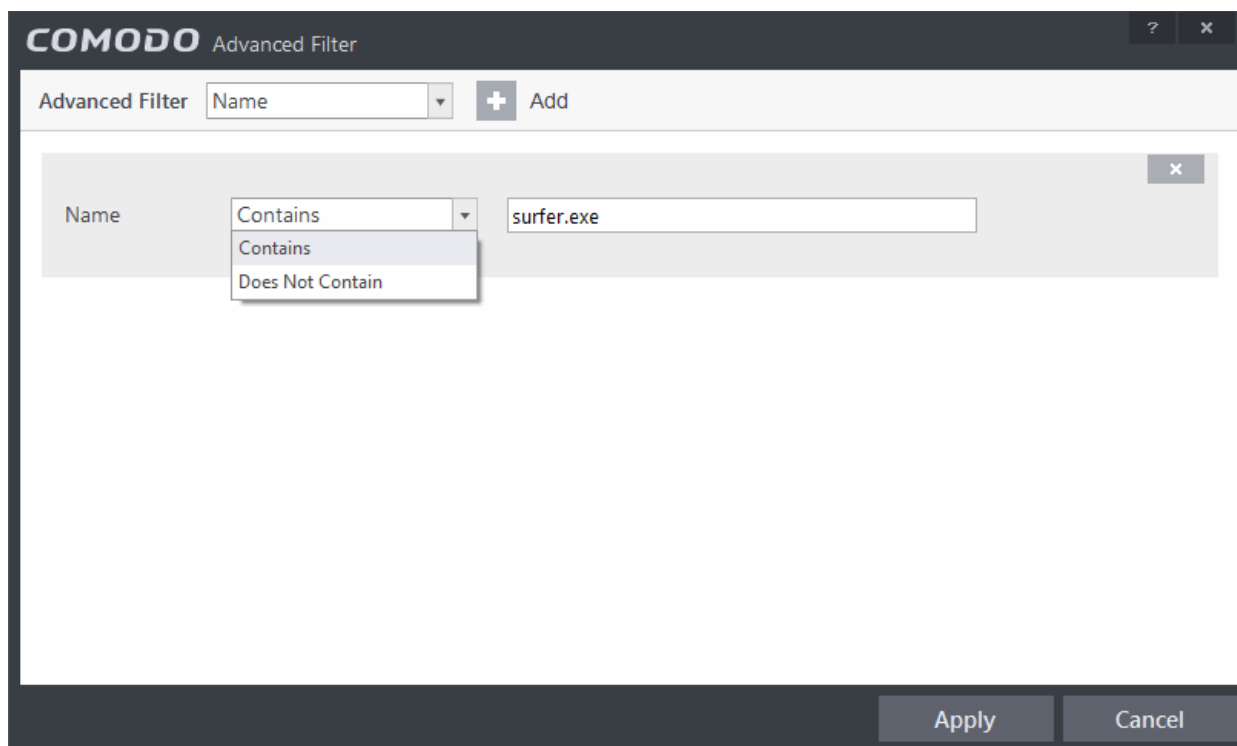 COMODO Advanced Filter ? ×
Advanced Filter Name + Add
×
Name Contains surfer.exe
Contains
Does Not Contain
Apply Cancel